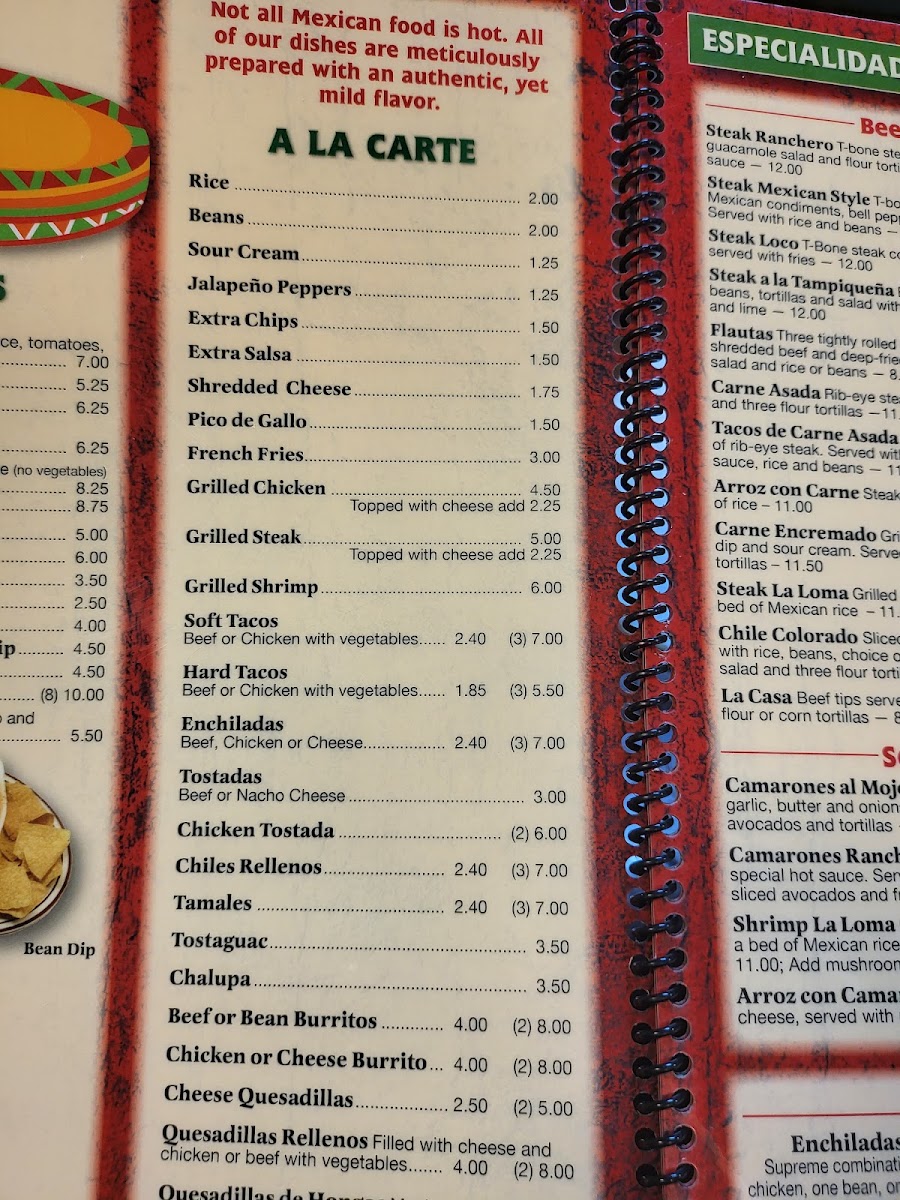 Not all Mexican food is hot. All
of our dishes are meticulously
prepared with an authentic, yet
mild flavor.
A LA CARTE
Rice 2.00
Beans 2.00
Sour Cream 1.25
Jalapeño Peppers 1.25
Extra Chips 1.50
Extra Salsa 1.50
Shredded Cheese 1.75
Pico de Gallo 1.50
French Fries 3.00
Grilled Chicken 4.50
Topped with cheese add 2.25
Grilled Steak 5.00
Topped with cheese add 2.25
Grilled Shrimp 6.00
Soft Tacos
Beef or Chicken with vegetables...... 2.40 (3) 7.00
Hard Tacos
Beef or Chicken with vegetables...... 1.85 (3) 5.50
Enchiladas
Beef, Chicken or Cheese 2.40 (3) 7.00
Tostadas
Beef or Nacho Cheese 3.00
Chicken Tostada (2) 6.00
Chiles Rellenos 2.40 (3) 7.00
Tamales 2.40 (3) 7.00
Tostaguac 3.50
Chalupa 3.50
Beef or Bean Burritos 4.00 (2) 8.00
Chicken or Cheese Burrito... 4.00 (2) 8.00
Cheese Quesadillas 2.50 (2) 5.00
Quesadillas Rellenos Filled with cheese and
chicken or beef with vegetables....... 4.00 (2) 8.00
Quesadillas de
tomatoes,
7.00
5.25
6.25
6.25
(no vegetables)
8.25
8.75
5.00
6.00
3.50
2.50
4.00
4.50
4.50
(8) 10.00
and
5.50
Bean Dip
ESPECIALIDAD
Bee
Steak Ranchero T-bone ste
guacamole salad and flour torti
sauce — 12.00
Steak Mexican Style T-bo
Mexican condiments, bell pepp
Served with rice and beans —
Steak Loco T-Bone steak co
served with fries — 12.00
Steak a la Tampiqueña
beans, tortillas and salad with
and lime — 12.00
Flautas Three tightly rolled
shredded beef and deep-frie
salad and rice or beans — 8.
Carne Asada Rib-eye ste
and three flour tortillas —11.
Tacos de Carne Asada
of rib-eye steak. Served wit
sauce, rice and beans — 11
Arroz con Carne Steak
of rice – 11.00
Carne Encremado Gri
dip and sour cream. Serve
tortillas – 11.50
Steak La Loma Grilled
bed of Mexican rice – 11.
Chile Colorado Sliced
with rice, beans, choice o
salad and three flour torti
La Casa Beef tips serve
flour or corn tortillas — 8
Camarones al Mojo
garlic, butter and onion
avocados and tortillas
Camarones Ranch
special hot sauce. Ser
sliced avocados and f
Shrimp La Loma
a bed of Mexican rice
11.00; Add mushroom
Arroz con Cama
cheese, served with
Enchiladas
Supreme combinati
chicken, one bean, or